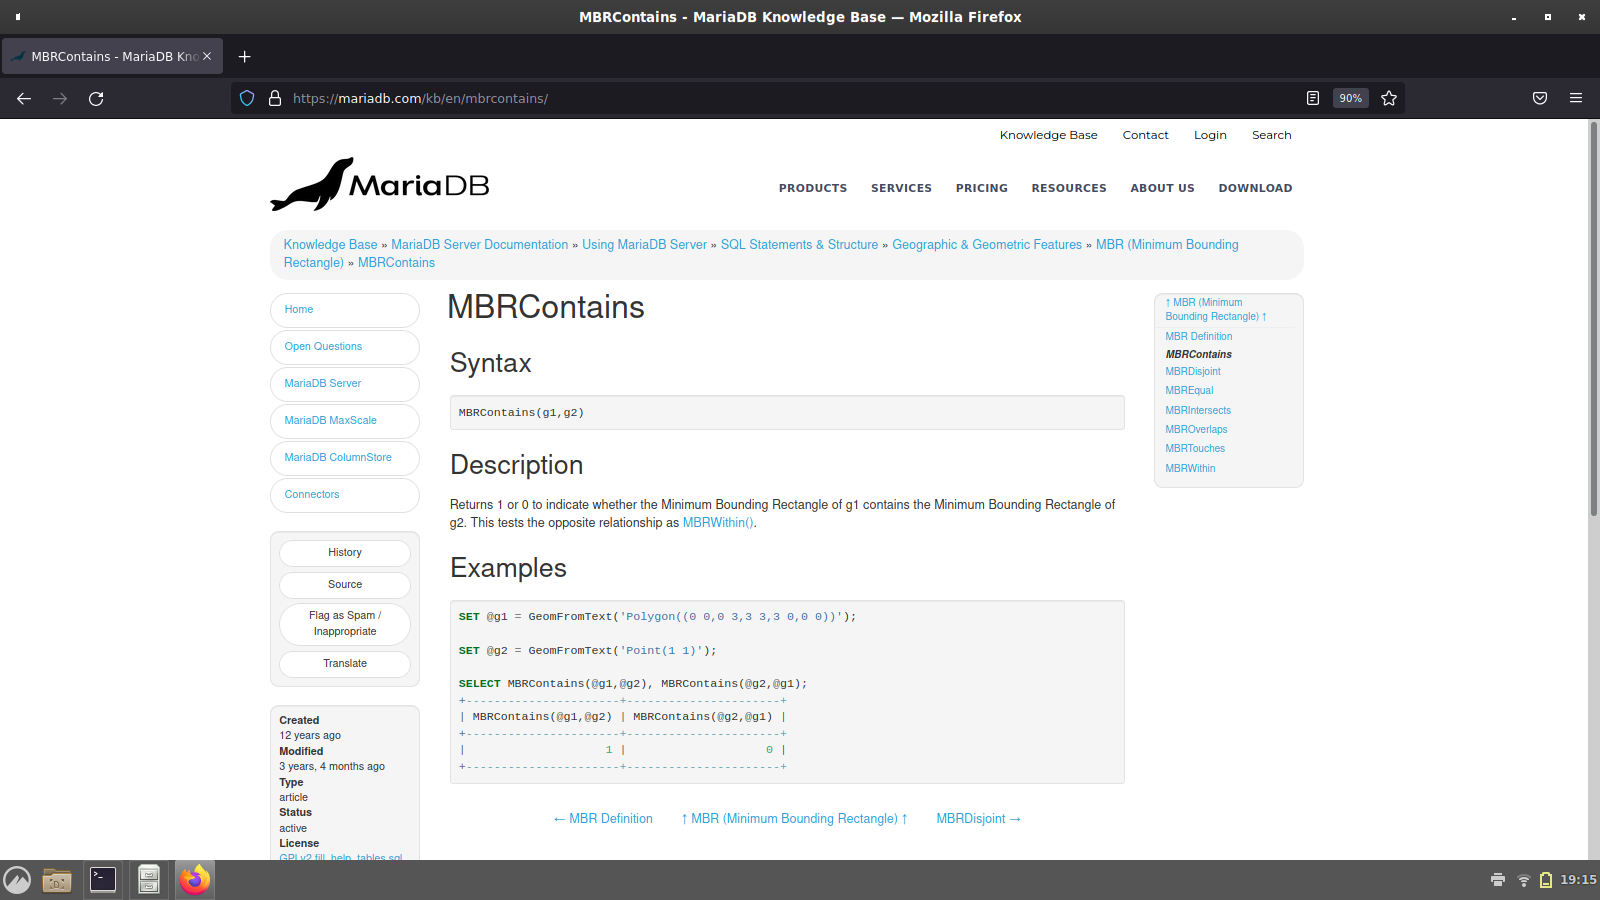 MBRContains - MariaDB Knowledge Base — Mozilla Firefox
MBRContains - MariaDB Kno
https://mariadb.com/kb/en/mbrcontains/
90%
Knowledge Base Contact Login Search
MariaDB
PRODUCTS SERVICES PRICING RESOURCES ABOUT US DOWNLOAD
Knowledge Base » MariaDB Server Documentation » Using MariaDB Server » SQL Statements & Structure » Geographic & Geometric Features » MBR (Minimum Bounding
Rectangle) » MBRContains
Home
Open Questions
MariaDB Server
MariaDB MaxScale
MariaDB ColumnStore
Connectors
History
Source
Flag as Spam /
Inappropriate
Translate
Created
12 years ago
Modified
3 years, 4 months ago
Type
article
Status
active
License
GPLv2 fill_help_tables.sql
MBRContains
Syntax
MBRContains(g1,g2)
Description
Returns 1 or 0 to indicate whether the Minimum Bounding Rectangle of g1 contains the Minimum Bounding Rectangle of
g2. This tests the opposite relationship as MBRWithin().
Examples
SET @g1 = GeomFromText('Polygon((0 0,0 3,3 3,3 0,0 0))');
SET @g2 = GeomFromText('Point(1 1)');
SELECT MBRContains(@g1,@g2), MBRContains(@g2,@g1);
+----------------------+----------------------+
| MBRContains(@g1,@g2) | MBRContains(@g2,@g1) |
+----------------------+----------------------+
|                    1 |                    0 |
+----------------------+----------------------+
← MBR Definition ↑ MBR (Minimum Bounding Rectangle) ↑ MBRDisjoint →
↑ MBR (Minimum
Bounding Rectangle) ↑
MBR Definition
MBRContains
MBRDisjoint
MBREqual
MBRIntersects
MBROverlaps
MBRTouches
MBRWithin
19:15